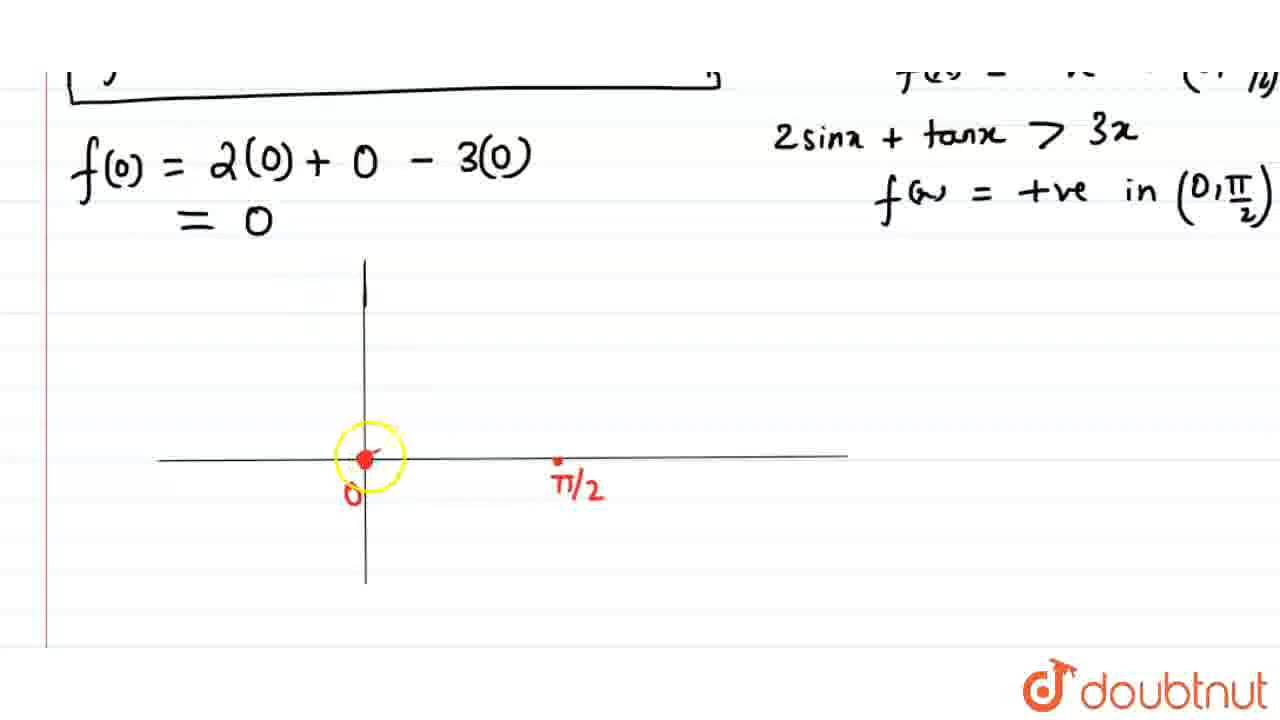 f(0) = 2(0) + 0 - 3(0)
= 0
2sinx + tanx > 3x
f(x) = +ve in (0, π/2)
0
π/2
doubtnut